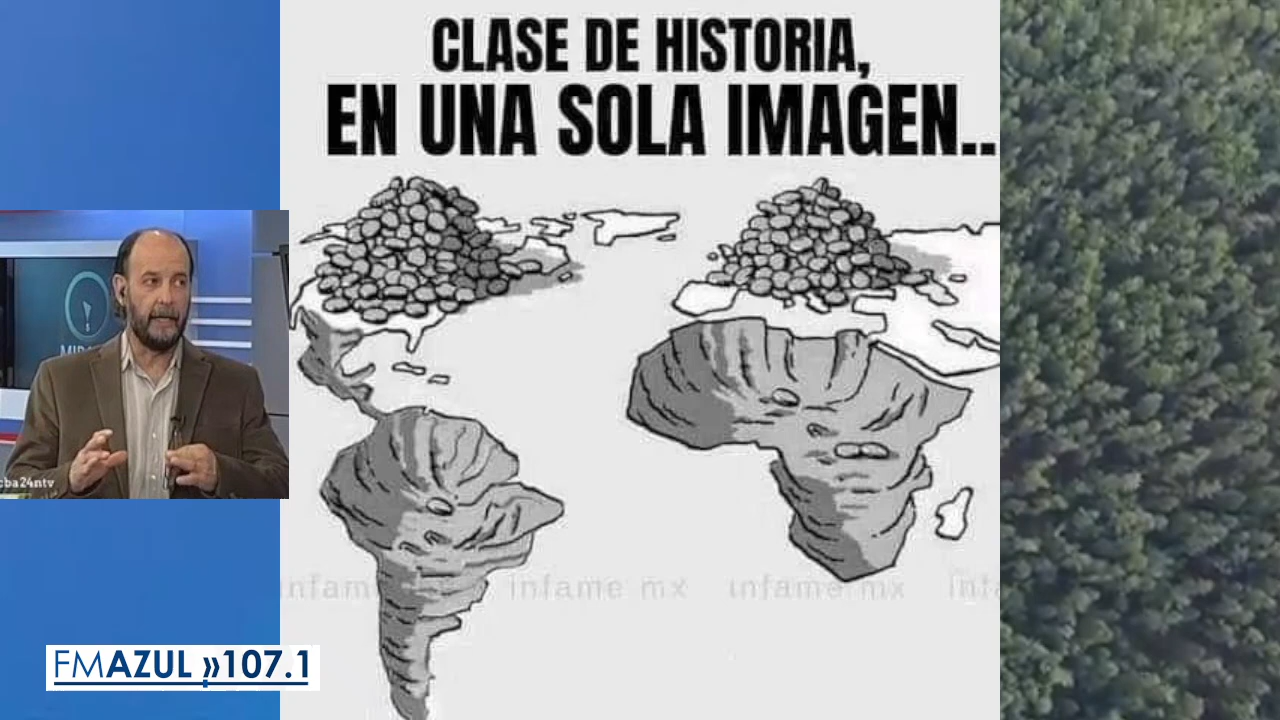 CLASE DE HISTORIA,
EN UNA SOLA IMAGEN..
cba24ntv
infame mx
infame mx
FMAZUL 107.1